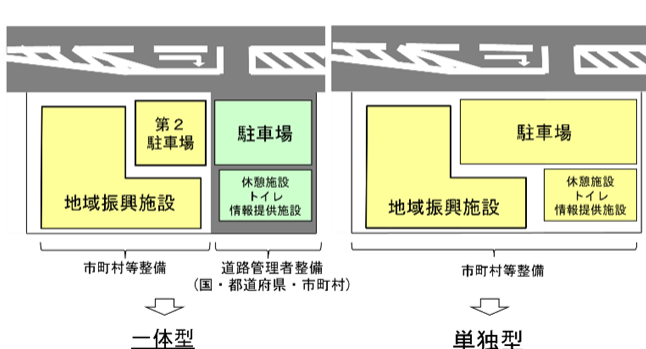 第２
駐車場
駐車場
地域振興施設
休憩施設
トイレ
情報提供施設
市町村等整備
道路管理者整備
（国・都道府県・市町村）
一体型
駐車場
地域振興施設
休憩施設
トイレ
情報提供施設
市町村等整備
単独型